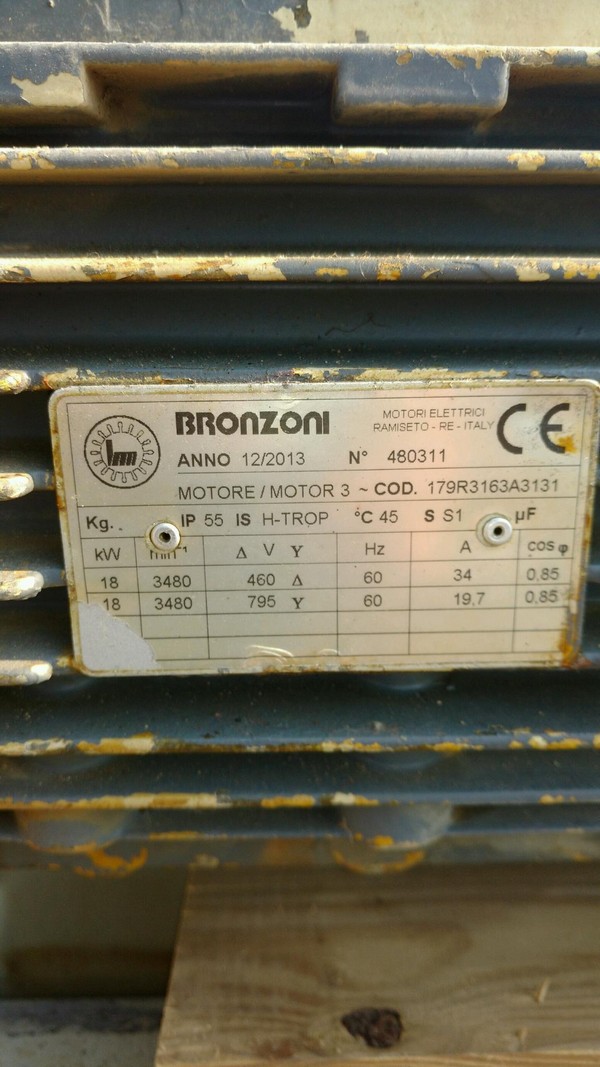 BRONZONI
MOTORI ELETTRICI
RAMISETO - RE - ITALY
CE
ANNO 12/2013 N° 480311
MOTORE / MOTOR 3 ~ COD. 179R3163A3131
Kg. IP 55 IS H-TROP °C 45 S S1 µF
kW min⁻¹ Δ V Y Hz A cos φ
18 3480 460 Δ 60 34 0,85
18 3480 795 Y 60 19,7 0,85